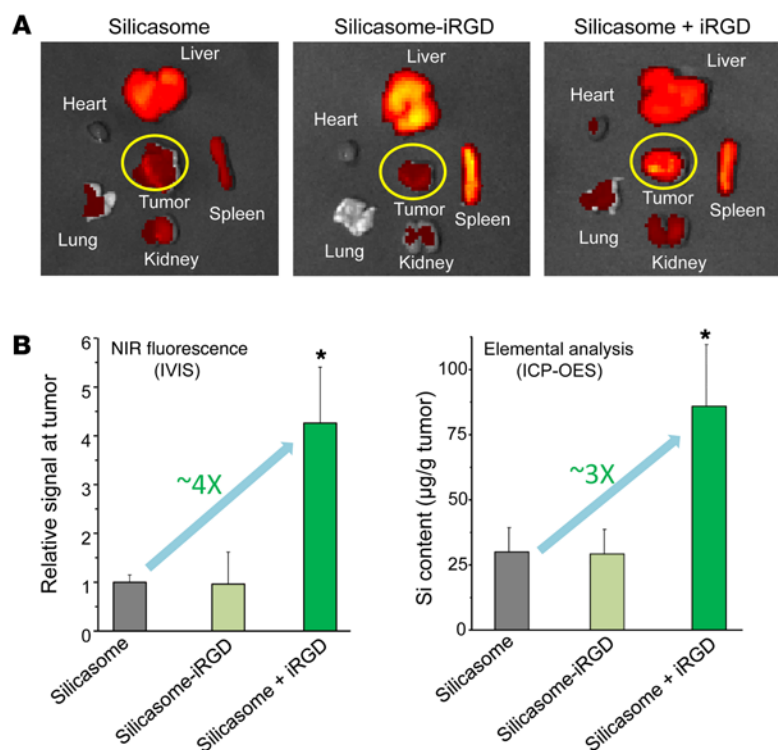 A
Silicasome
Silicasome-iRGD
Silicasome + iRGD
Liver
Heart
Tumor
Spleen
Lung
Kidney
Liver
Heart
Tumor
Spleen
Lung
Kidney
Liver
Heart
Tumor
Spleen
Lung
Kidney
B
NIR fluorescence
(IVIS)
Relative signal at tumor
6
5
4
3
2
1
0
~4X
*
Silicasome
Silicasome-iRGD
Silicasome + iRGD
Elemental analysis
(ICP-OES)
Si content (µg/g tumor)
100
75
50
25
0
~3X
*
Silicasome
Silicasome-iRGD
Silicasome + iRGD